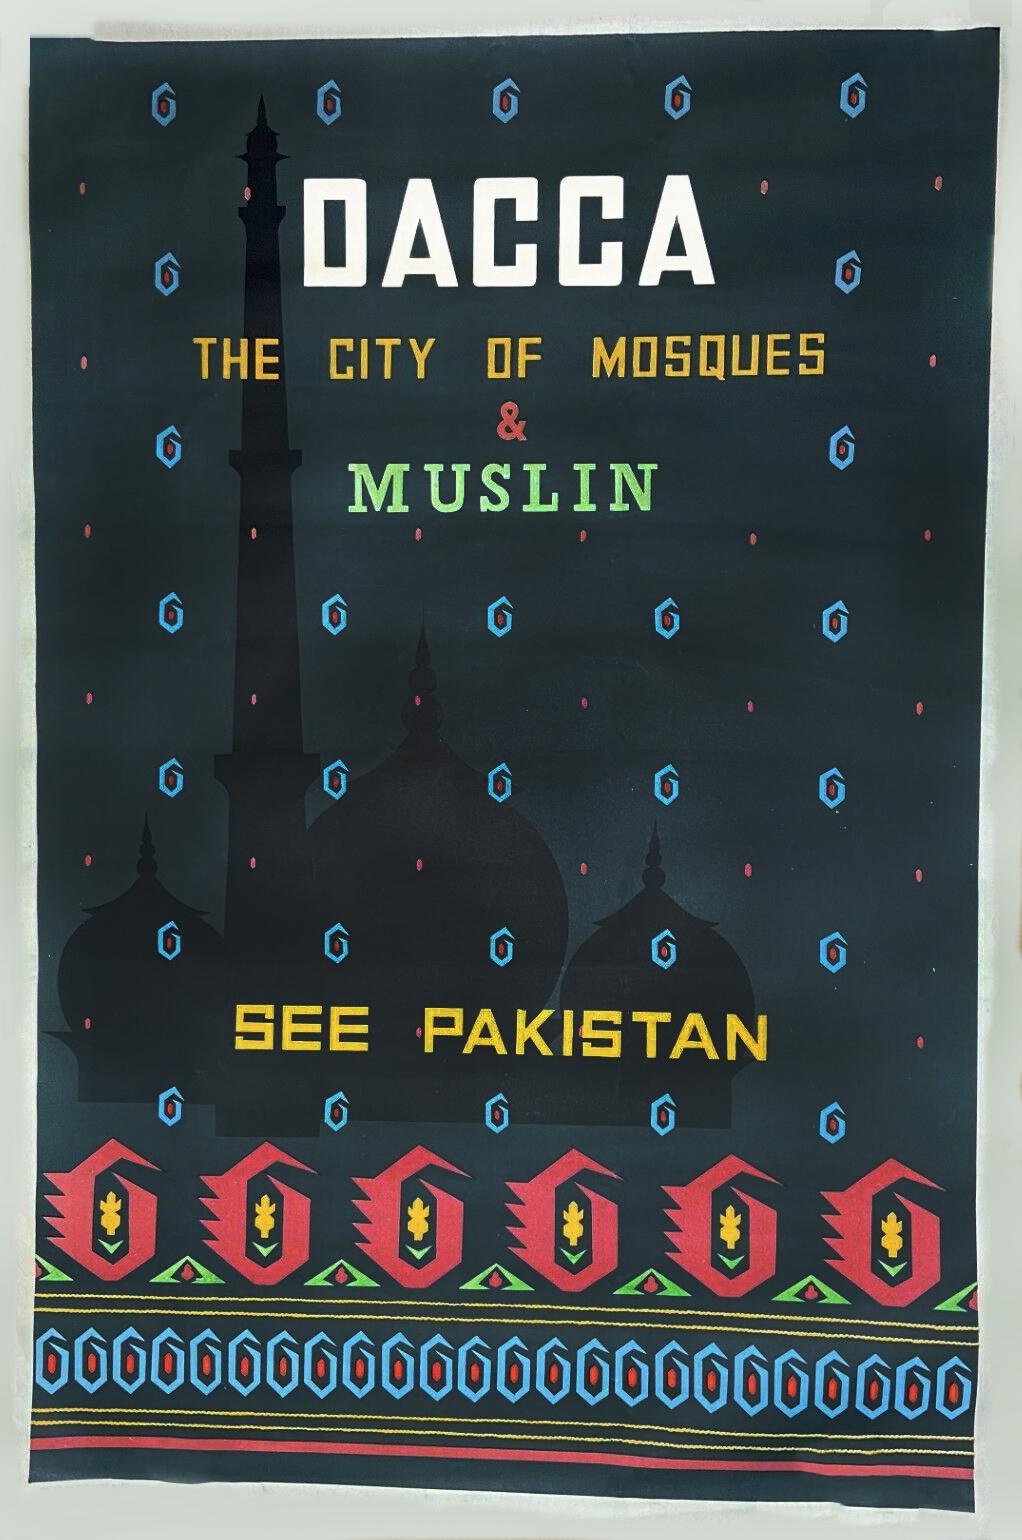 DACCA
THE CITY OF MOSQUES
&
MUSLIN
SEE PAKISTAN